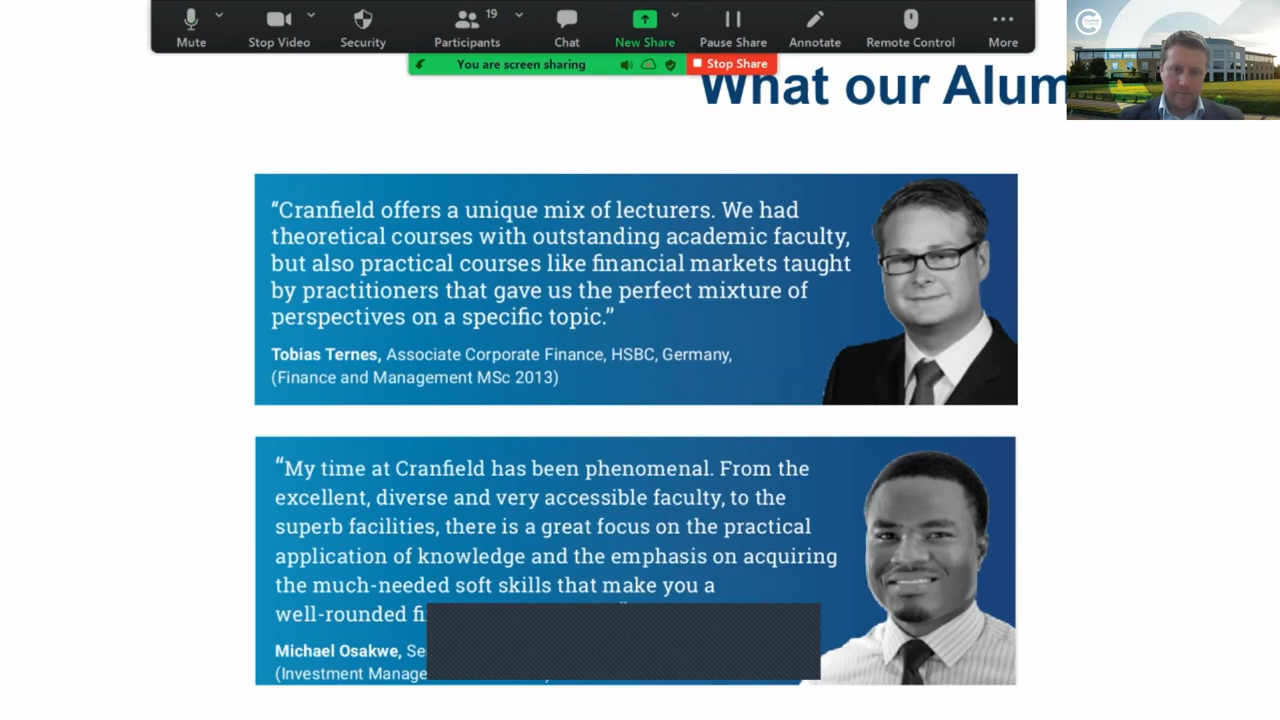 19
Mute
Stop Video
Security
Participants
Chat
New Share
Pause Share
Annotate
Remote Control
More
You are screen sharing
Stop Share
What our Alum
“Cranfield offers a unique mix of lecturers. We had
theoretical courses with outstanding academic faculty,
but also practical courses like financial markets taught
by practitioners that gave us the perfect mixture of
perspectives on a specific topic.”
Tobias Ternes, Associate Corporate Finance, HSBC, Germany,
(Finance and Management MSc 2013)
“My time at Cranfield has been phenomenal. From the
excellent, diverse and very accessible faculty, to the
superb facilities, there is a great focus on the practical
application of knowledge and the emphasis on acquiring
the much-needed soft skills that make you a
well-rounded fi
Michael Osakwe, Se
(Investment Manage